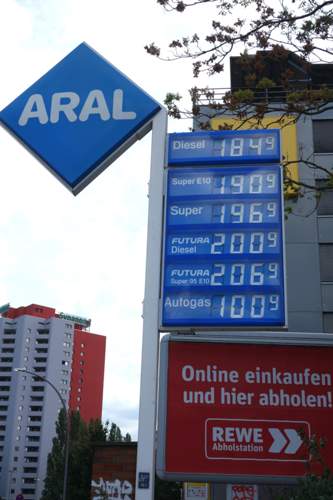 ARAL
Diesel 184⁹
Super E10 190⁹
Super 196⁹
FUTURA
Diesel 200⁹
FUTURA
Super 95 E10 206⁹
Aufogas 100⁹
Online einkaufen
und hier abholen!
REWE
Abholstation